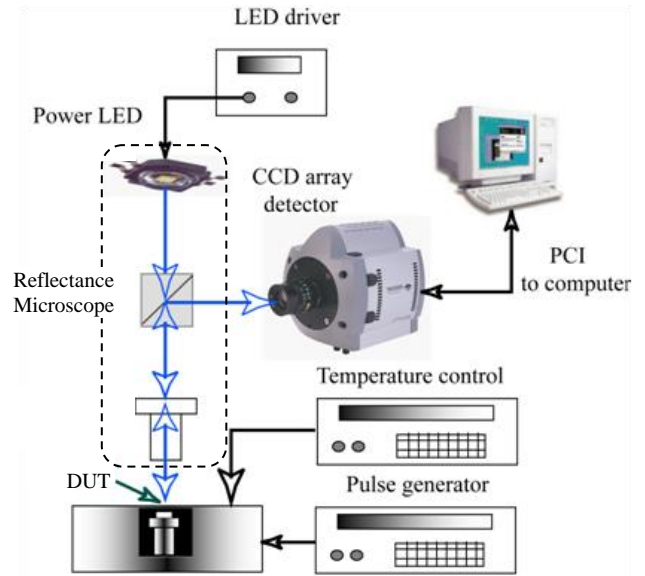 LED driver
Power LED
CCD array
detector
PCI
to computer
Reflectance
Microscope
Temperature control
DUT
Pulse generator